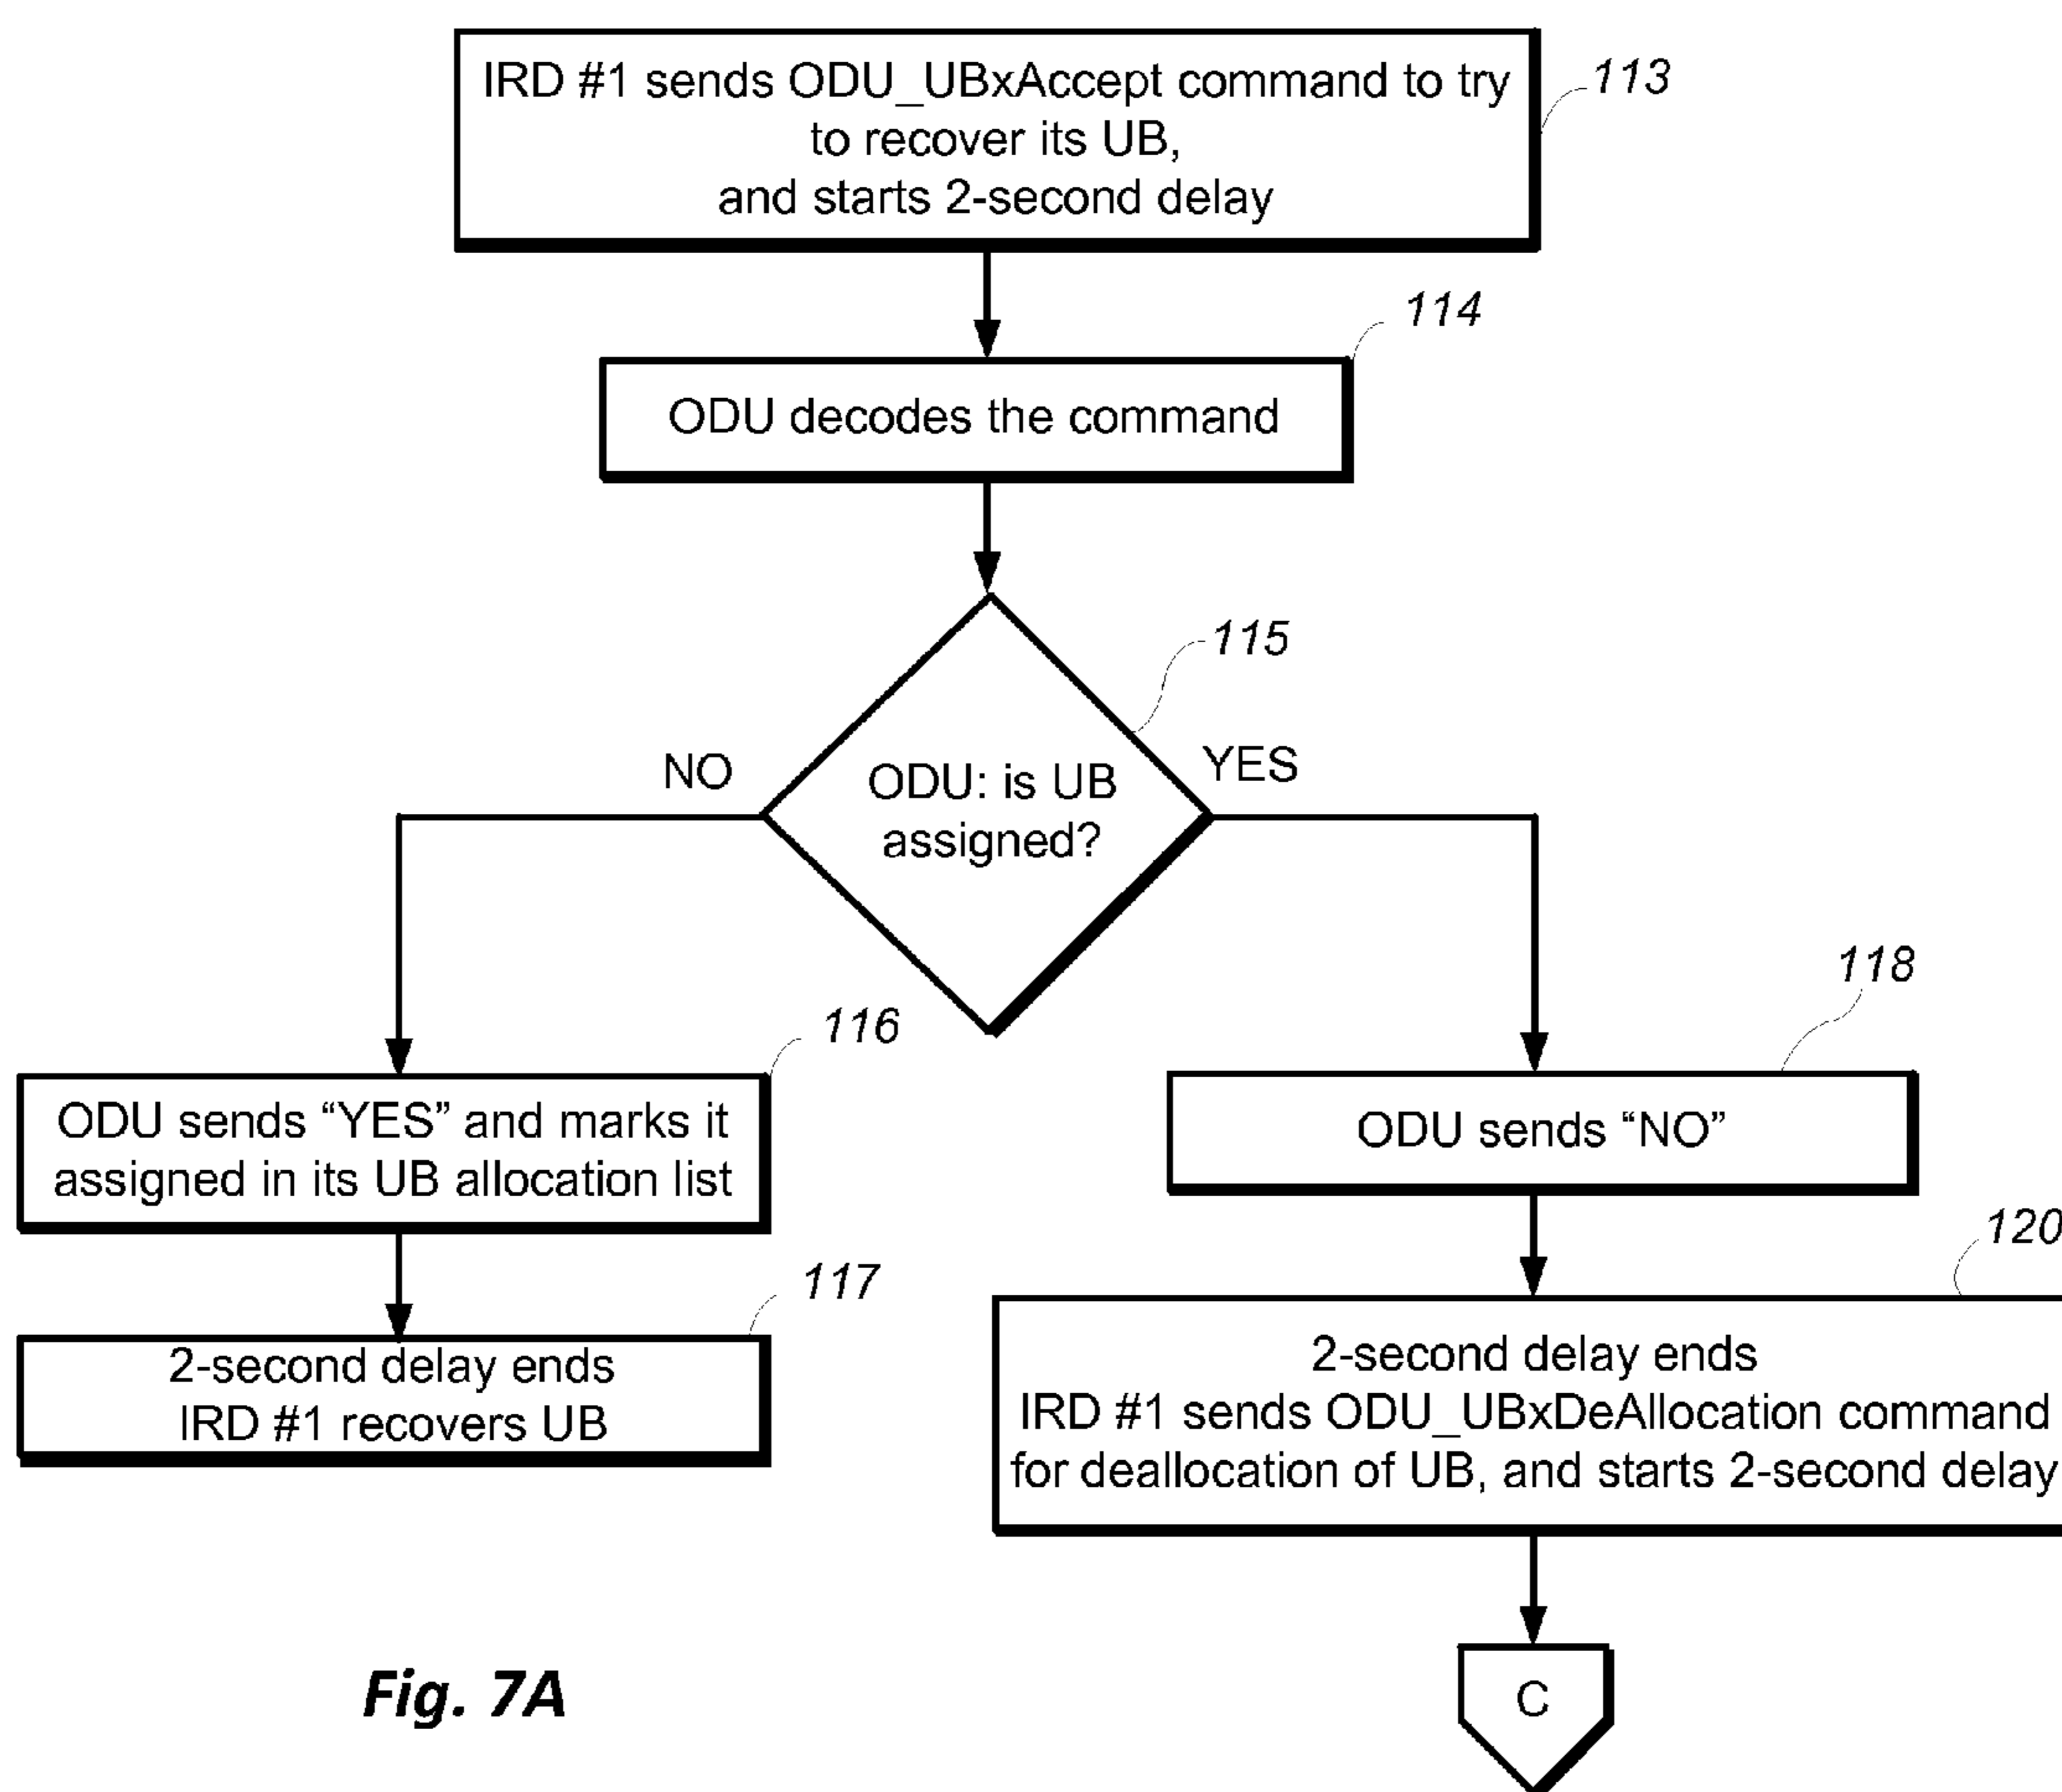 IRD #1 sends ODU_UBxAccept command to try
to recover its UB,
and starts 2-second delay
113
ODU decodes the command
114
ODU: is UB
assigned?
115
NO
YES
ODU sends “YES” and marks it
assigned in its UB allocation list
116
2-second delay ends
IRD #1 recovers UB
117
ODU sends “NO”
118
2-second delay ends
IRD #1 sends ODU_UBxDeAllocation command
for deallocation of UB, and starts 2-second delay
120
C
Fig. 7A